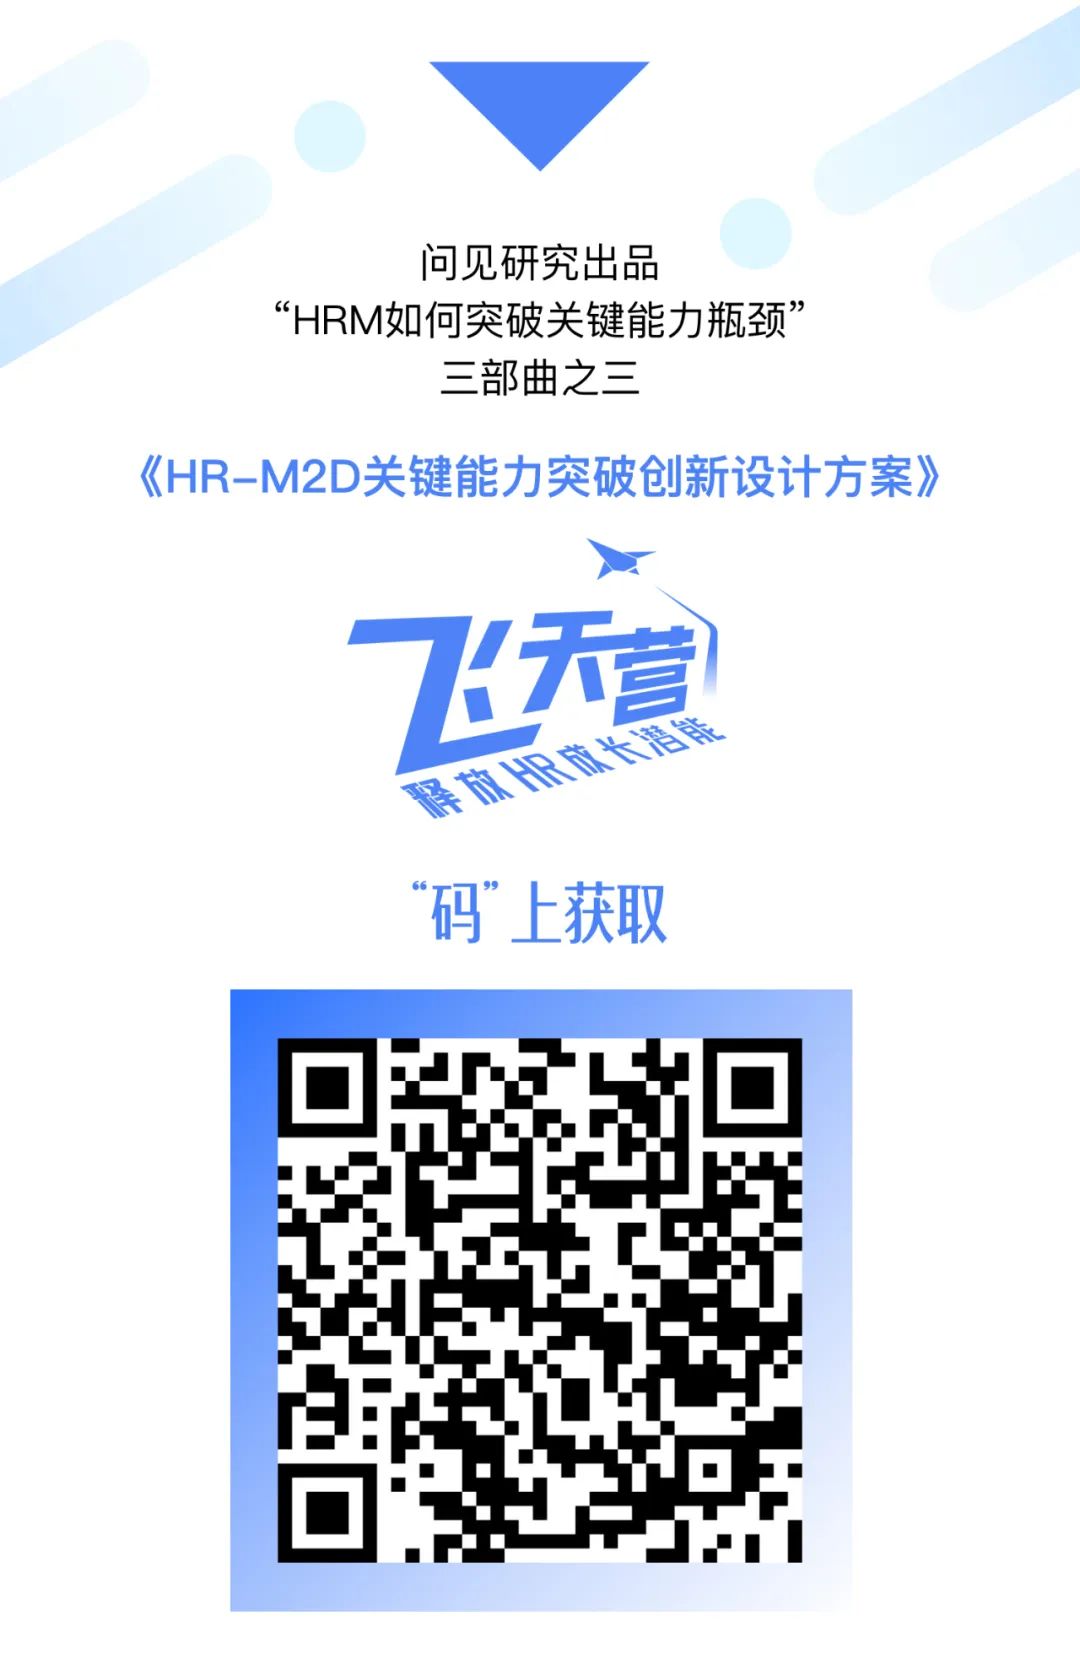 问见研究出品
“HRM如何突破关键能力瓶颈”
三部曲之三
《HR-M2D关键能力突破创新设计方案》
飞天营
释放HR成长潜能
“码”上获取